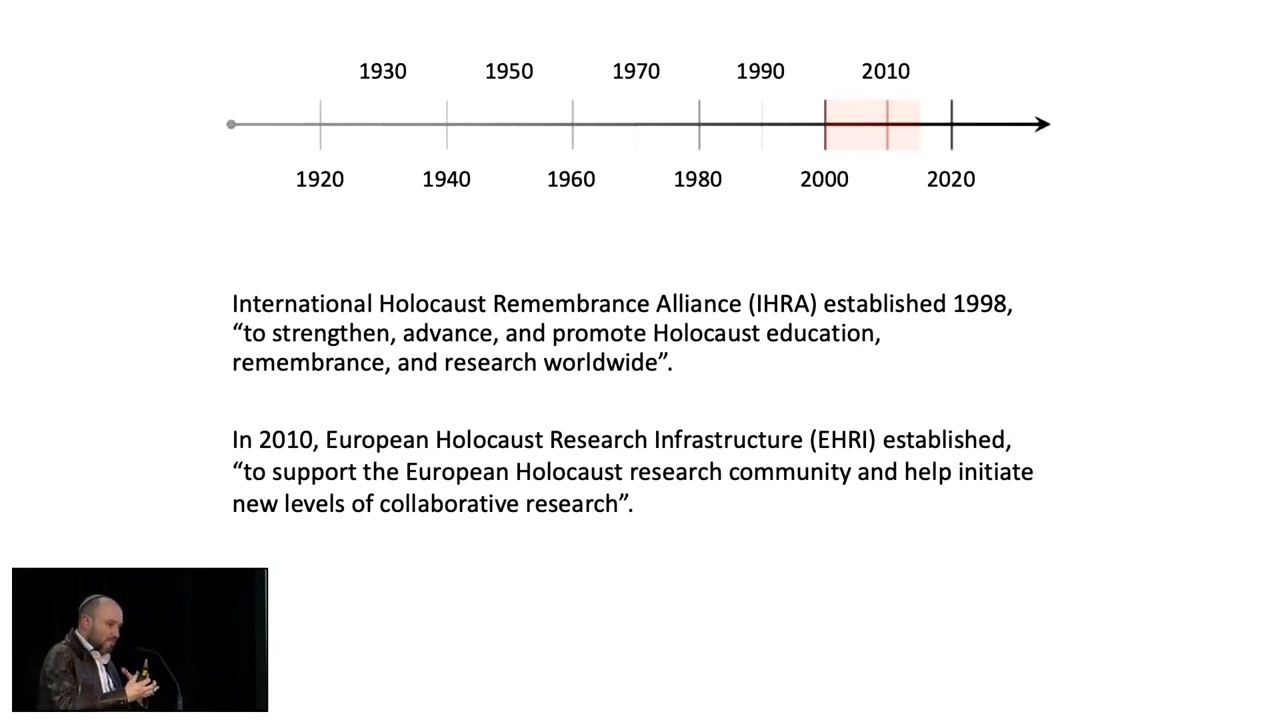 1930 1950 1970 1990 2010
1920 1940 1960 1980 2000 2020
International Holocaust Remembrance Alliance (IHRA) established 1998,
“to strengthen, advance, and promote Holocaust education,
remembrance, and research worldwide”.
In 2010, European Holocaust Research Infrastructure (EHRI) established,
“to support the European Holocaust research community and help initiate
new levels of collaborative research”.